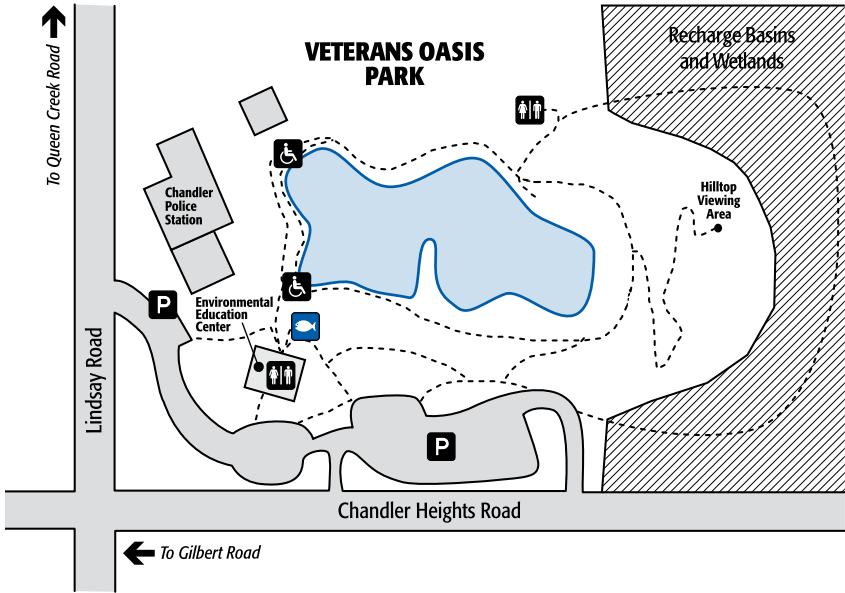 VETERANS OASIS
PARK
Recharge Basins
and Wetlands
To Queen Creek Road
Chandler
Police
Station
Hilltop
Viewing
Area
P
Environmental
Education
Center
Lindsay Road
P
Chandler Heights Road
To Gilbert Road